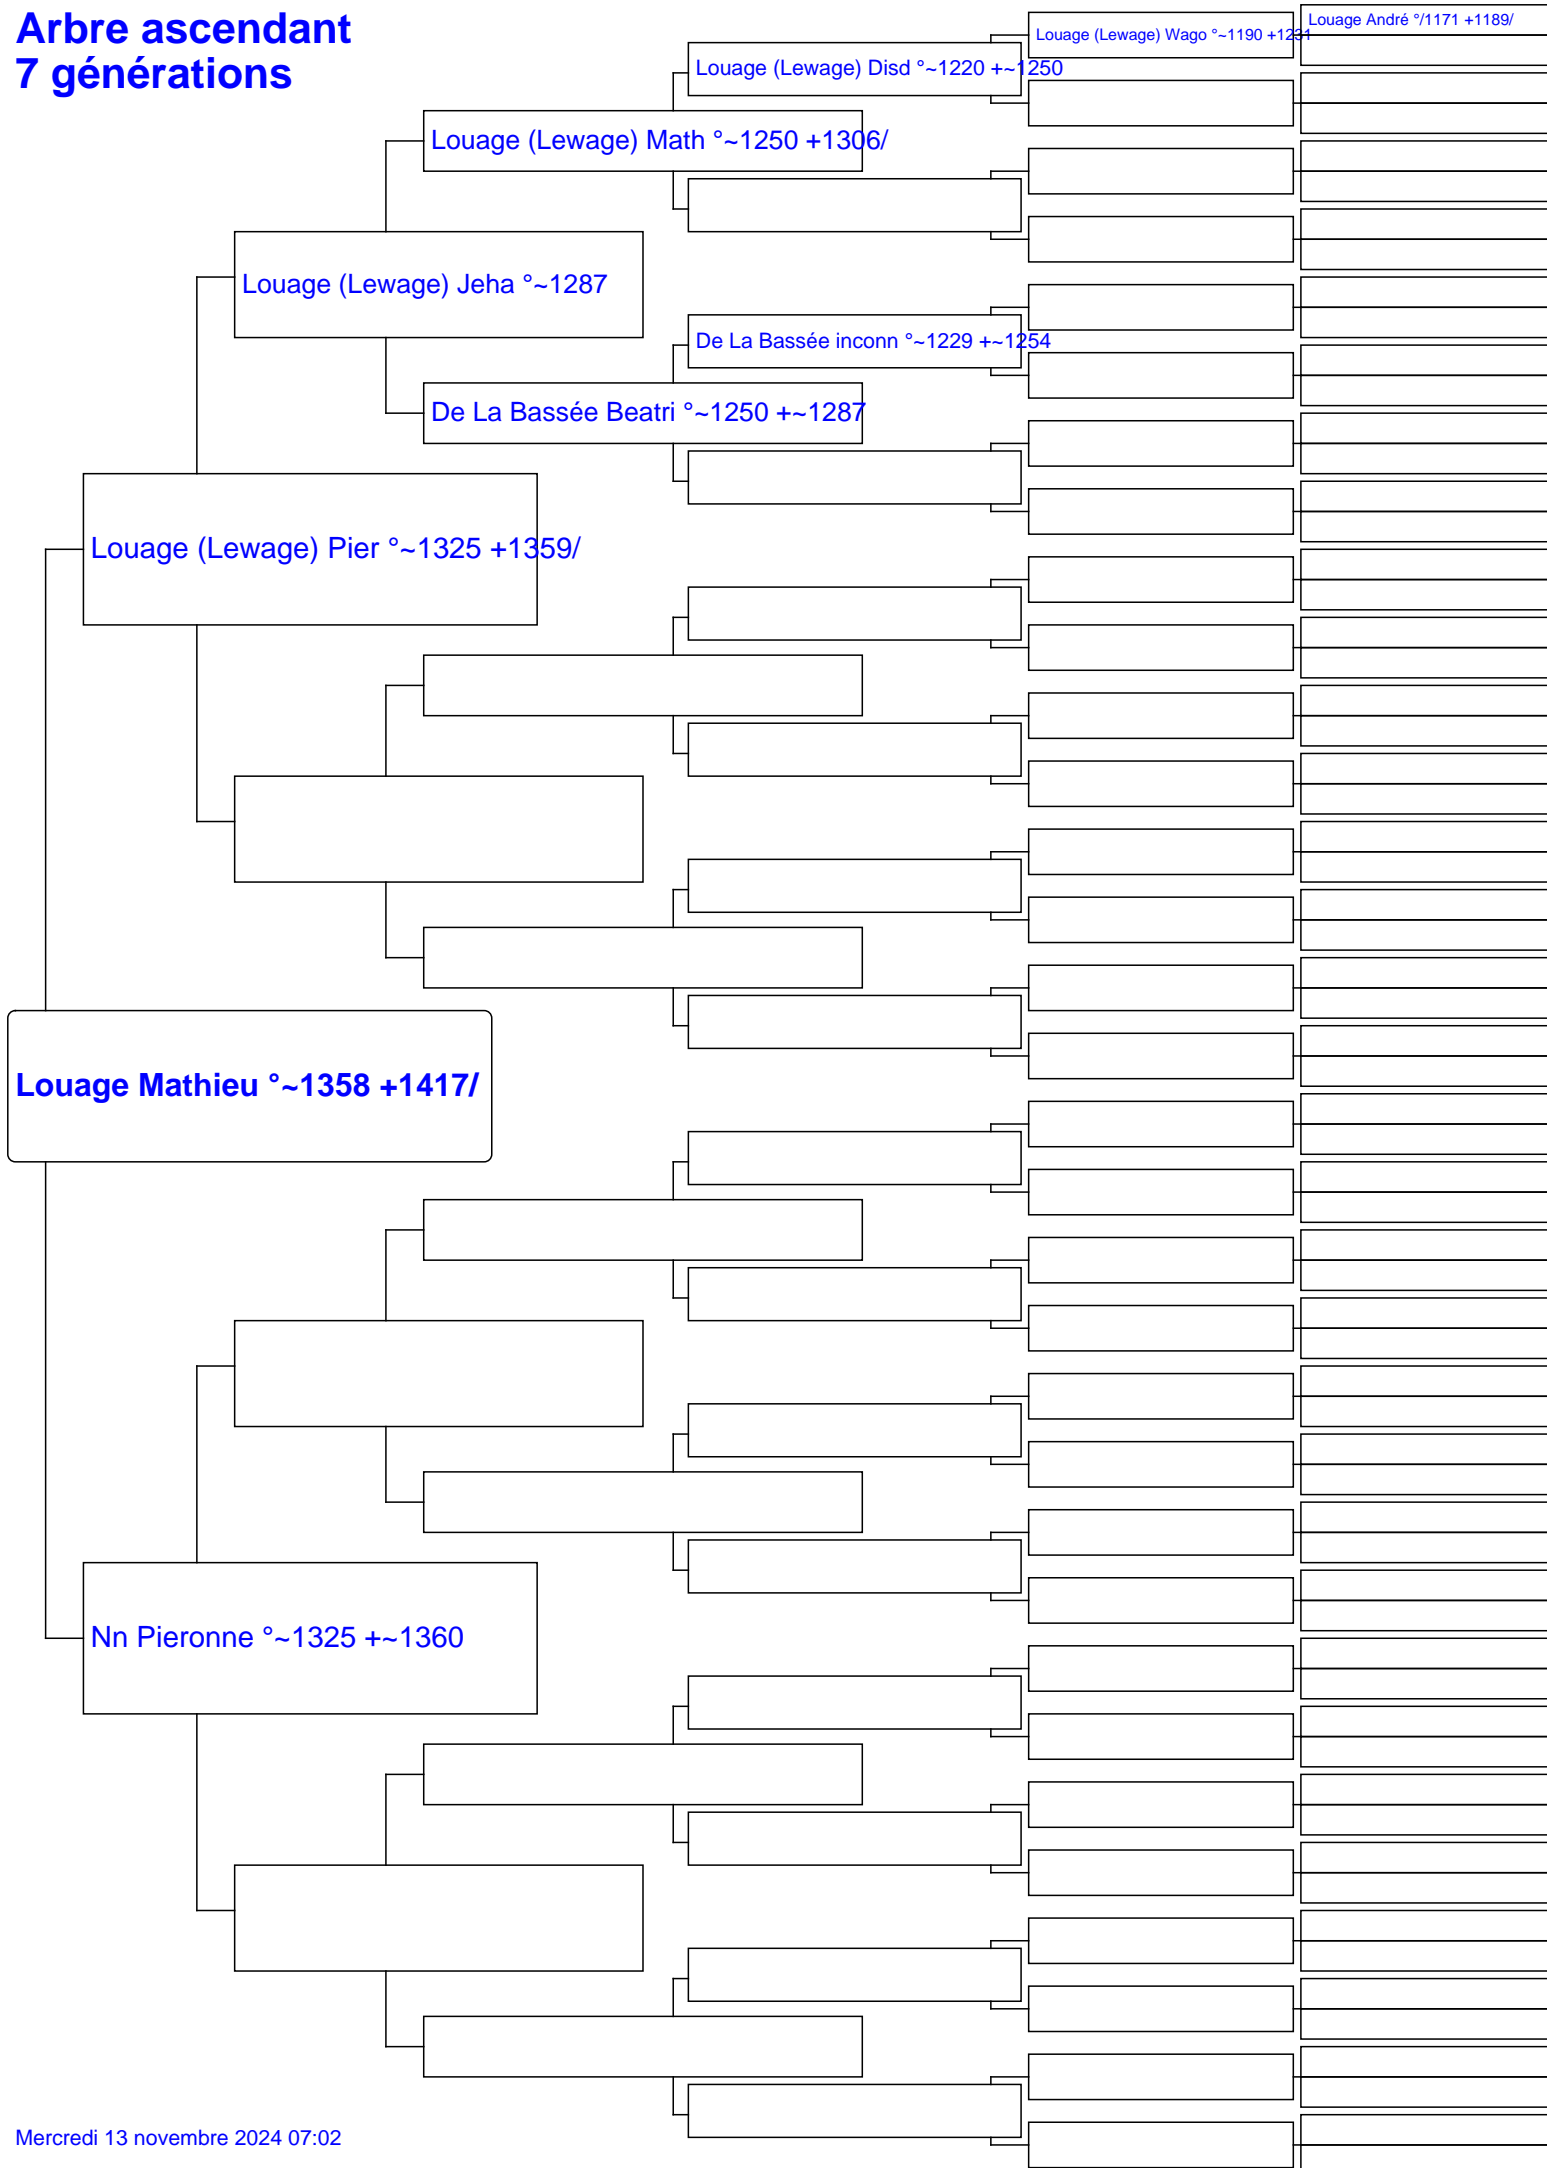 Arbre ascendant
7 générations
Louage André °/1171 +1189/
Louage (Lewage) Wago °~1190 +1231
Louage (Lewage) Disd °~1220 +~1250
Louage (Lewage) Math °~1250 +1306/
Louage (Lewage) Jeha °~1287
De La Bassée inconn °~1229 +~1254
De La Bassée Beatri °~1250 +~1287
Louage (Lewage) Pier °~1325 +1359/
Louage Mathieu °~1358 +1417/
Nn Pieronne °~1325 +~1360
Mercredi 13 novembre 2024 07:02